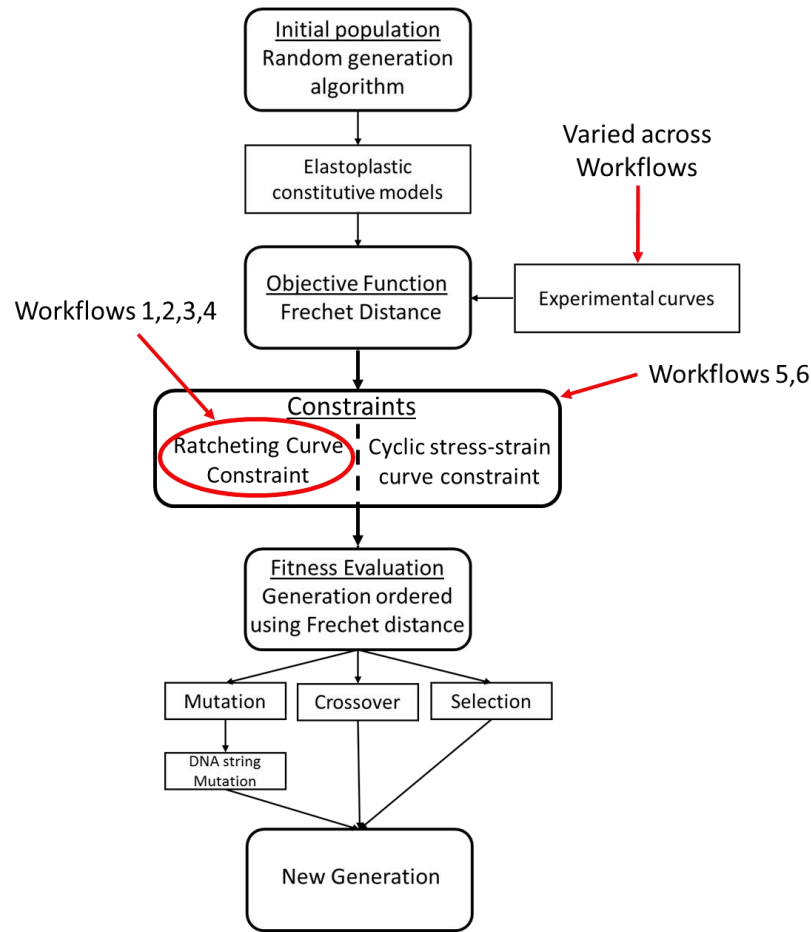 Initial population
Random generation
algorithm
Varied across
Workflows
Elastoplastic
constitutive models
Objective Function
Frechet Distance
Experimental curves
Workflows 1,2,3,4
Workflows 5,6
Constraints
Ratcheting Curve
Constraint
Cyclic stress-strain
curve constraint
Fitness Evaluation
Generation ordered
using Frechet distance
Mutation
Crossover
Selection
DNA string
Mutation
New Generation